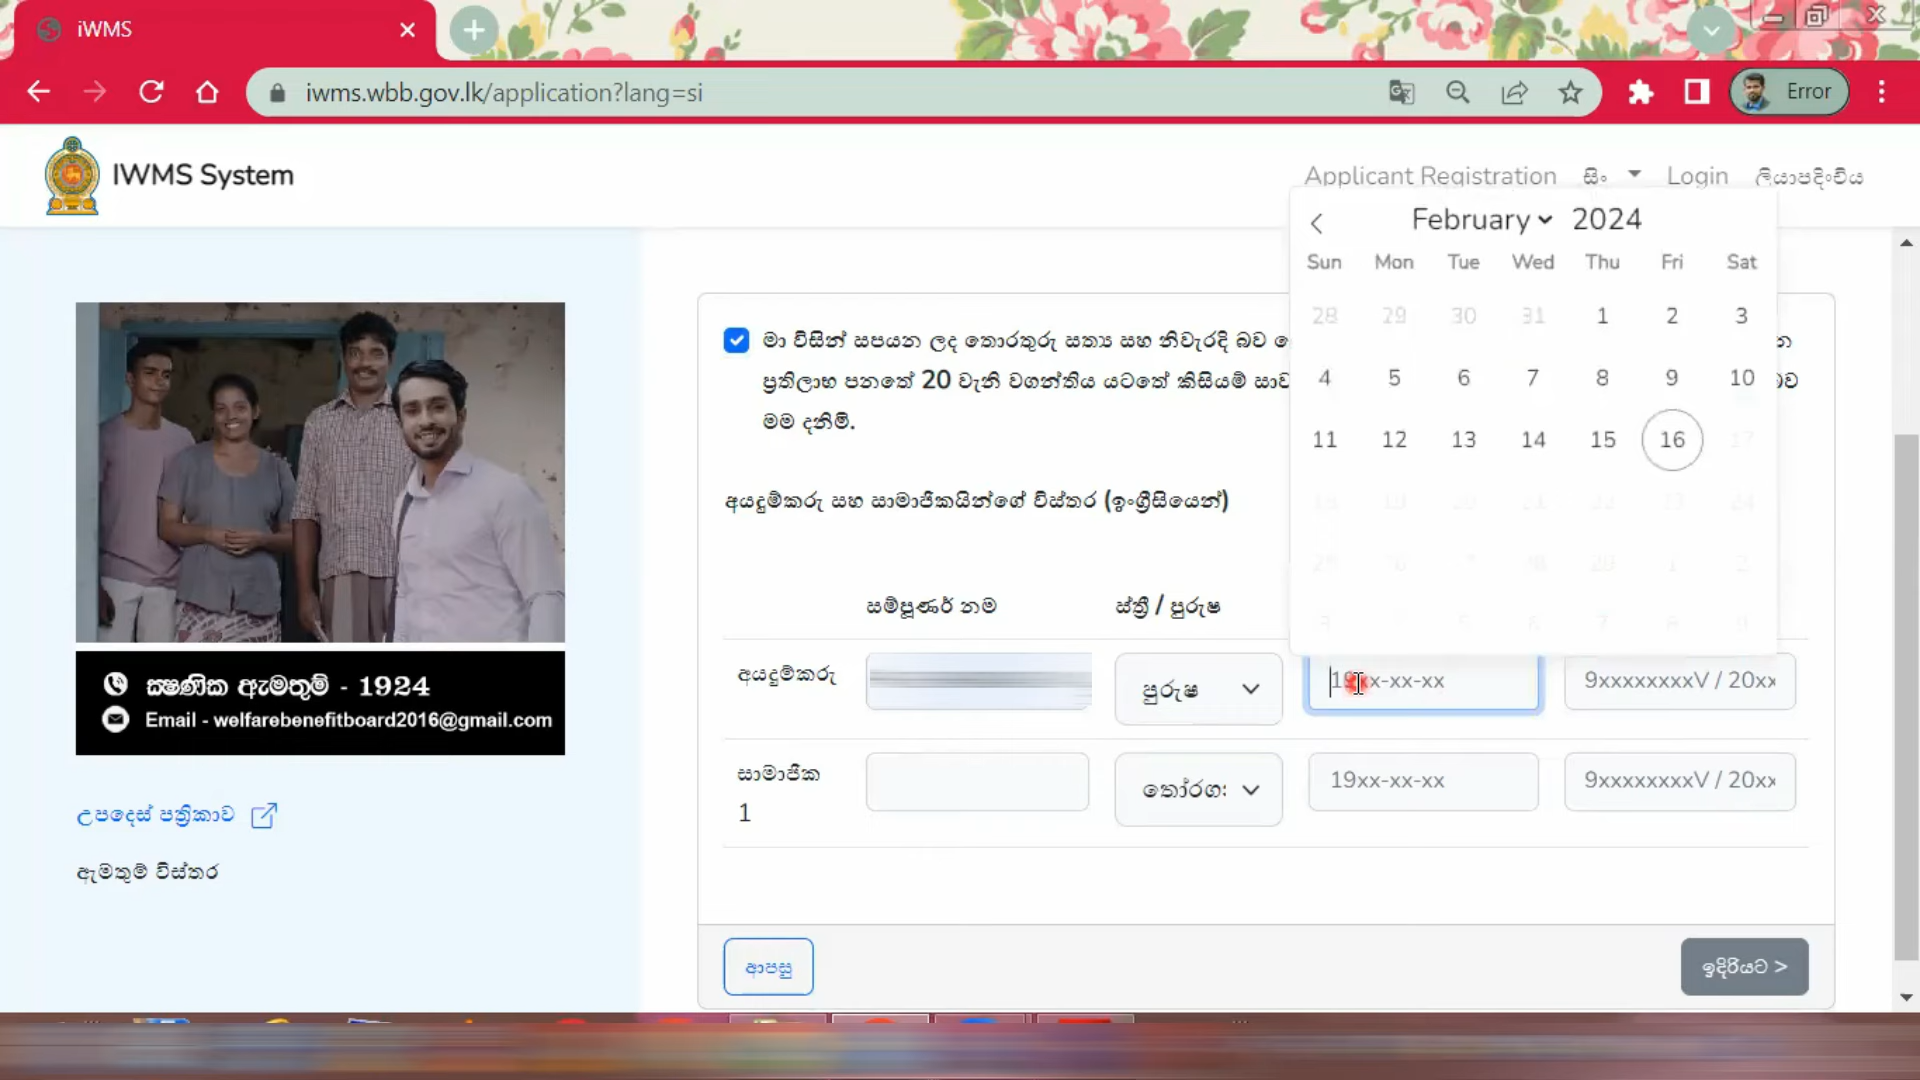 iWMS
iwms.wbb.gov.lk/application?lang=si
Error
IWMS System
Applicant Registration සිං Login ලියාපදිංචිය
February 2024
Sun Mon Tue Wed Thu Fri Sat
28 29 30 31 1 2 3
4 5 6 7 8 9 10
11 12 13 14 15 16 17
මා විසින් සපයන ලද තොරතුරු සත්‍ය සහ නිවැරදි බව
ප්‍රතිලාභ පනතේ 20 වැනි වගන්තිය යටතේ කිසියම්
මම දනිමි.
අයදුම්කරු සහ සාමාජිකයින්ගේ විස්තර (ඉංග්‍රීසියෙන්)
සම්පූර්ණ නම ස්ත්‍රී / පුරුෂ
අයදුම්කරු පුරුෂ 19xx-xx-xx 9xxxxxxxxV / 20xx
සාමාජික
1
19xx-xx-xx 9xxxxxxxxV / 20xx
ක්ෂණික ඇමතුම් - 1924
Email - welfarebenefitboard2016@gmail.com
උපදෙස් පත්‍රිකාව
ඇමතුම් විස්තර
ආපසු
ඉදිරියට >